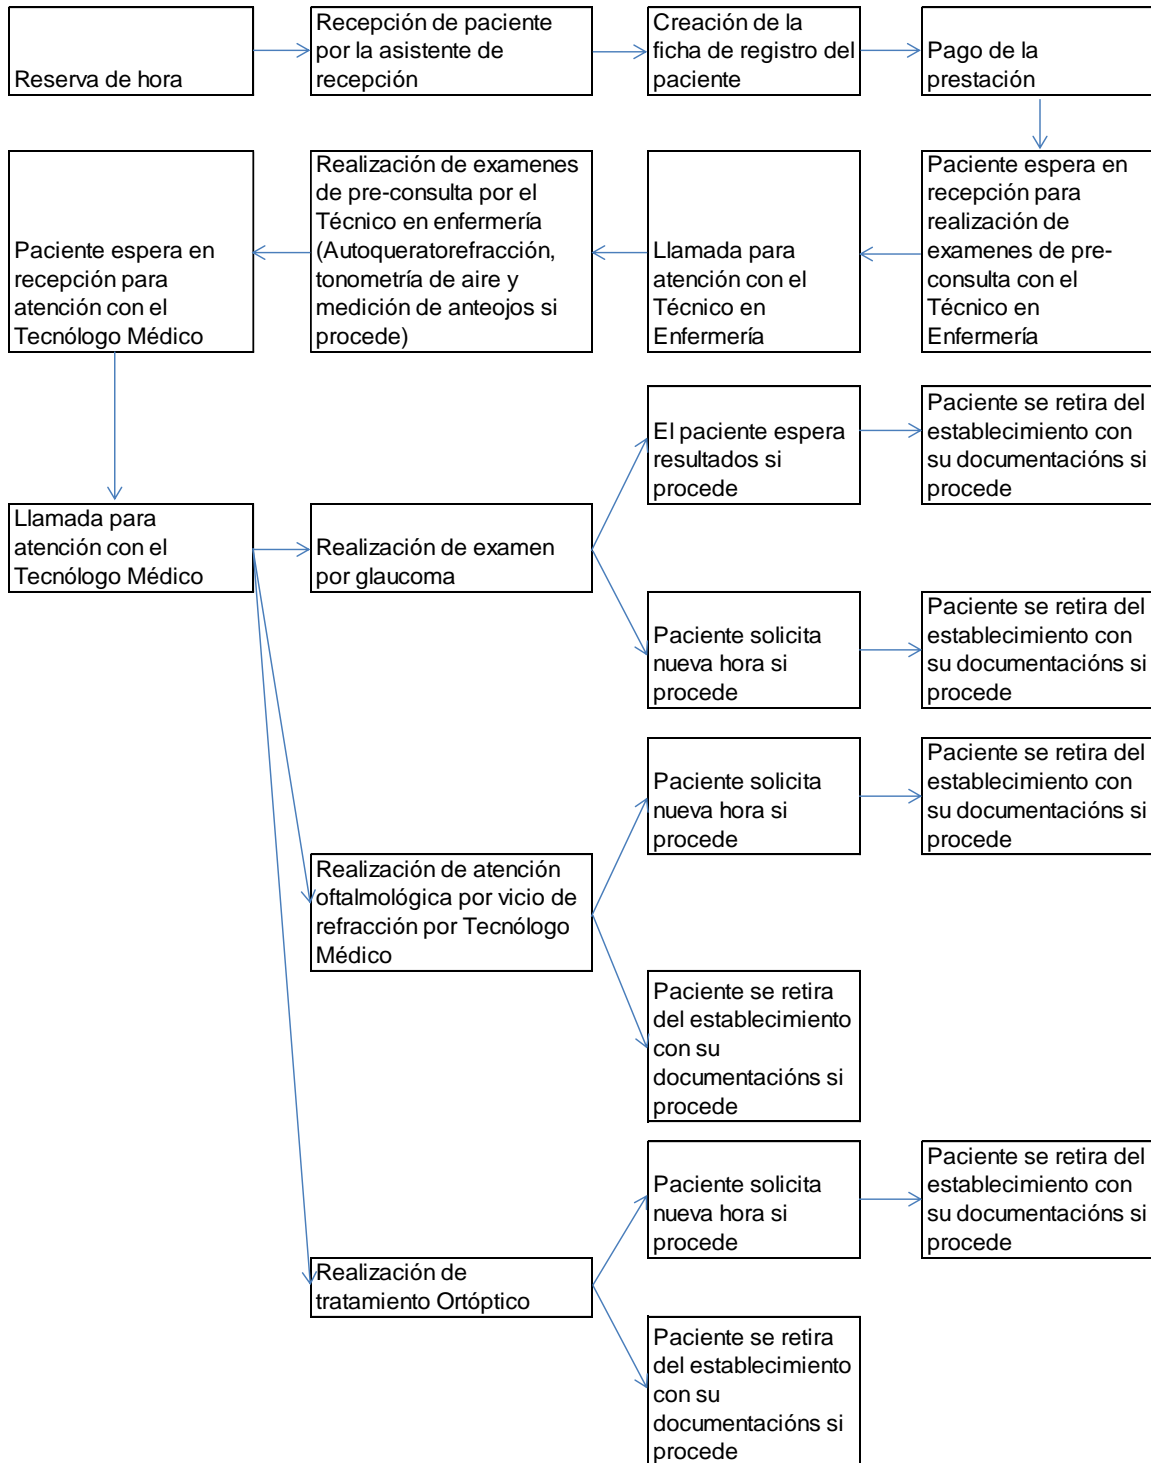 Reserva de hora
Recepción de paciente
por la asistente de
recepción
Creación de la
ficha de registro del
paciente
Pago de la
prestación
Paciente espera en
recepción para
atención con el
Tecnólogo Médico
Realización de examenes
de pre-consulta por el
Técnico en enfermería
(Autoqueratorefracción,
tonometría de aire y
medición de anteojos si
procede)
Llamada para
atención con el
Técnico en
Enfermería
Paciente espera en
recepción para
realización de
examenes de pre-
consulta con el
Técnico en
Enfermería
El paciente espera
resultados si
procede
Paciente se retira del
establecimiento con
su documentacións si
procede
Llamada para
atención con el
Tecnólogo Médico
Realización de examen
por glaucoma
Paciente solicita
nueva hora si
procede
Paciente se retira del
establecimiento con
su documentacións si
procede
Paciente solicita
nueva hora si
procede
Paciente se retira del
establecimiento con
su documentacións si
procede
Realización de atención
oftalmológica por vicio de
refracción por Tecnólogo
Médico
Paciente se retira
del establecimiento
con su
documentacións si
procede
Paciente solicita
nueva hora si
procede
Paciente se retira del
establecimiento con
su documentacións si
procede
Realización de
tratamiento Ortóptico
Paciente se retira
del establecimiento
con su
documentacións si
procede